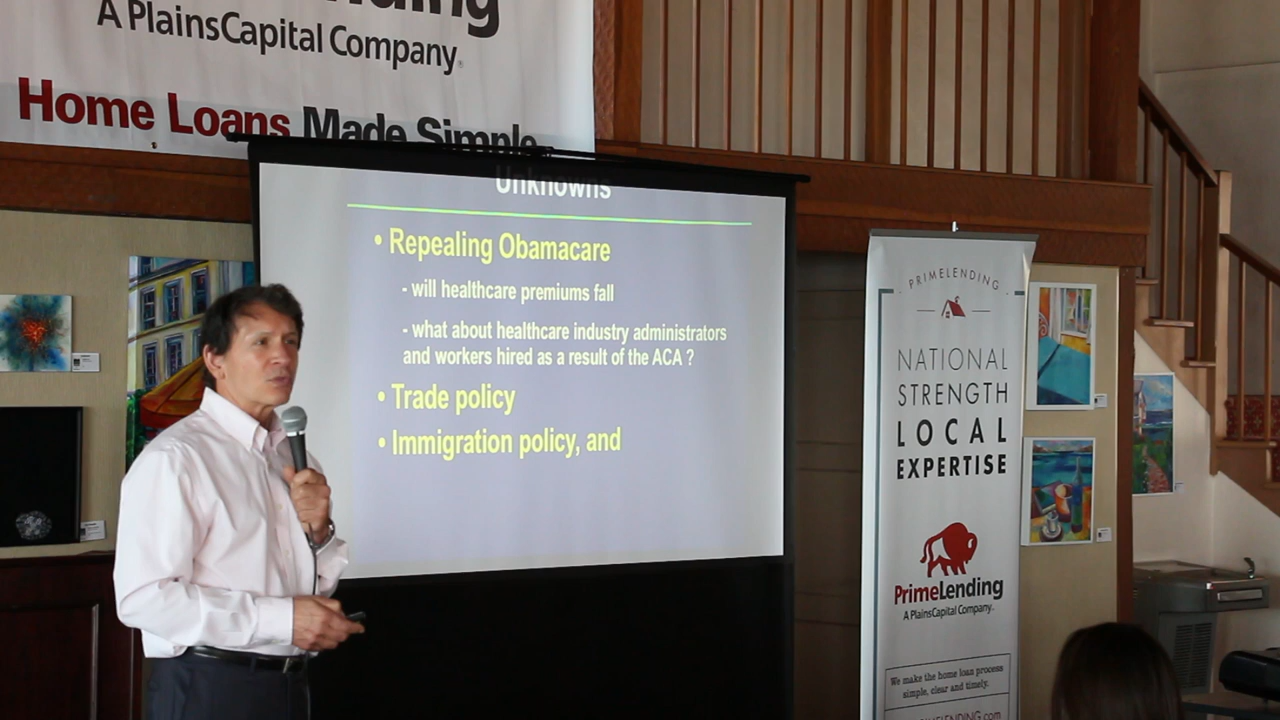 A PlainsCapital Company
Home Loans Made Simple
Unknowns
• Repealing Obamacare
- will healthcare premiums fall
- what about healthcare industry administrators
and workers hired as a result of the ACA ?
• Trade policy
• Immigration policy, and
PRIMELENDING
NATIONAL
STRENGTH
LOCAL
EXPERTISE
PrimeLending
A PlainsCapital Company
We make the home loan process
simple, clear and timely.